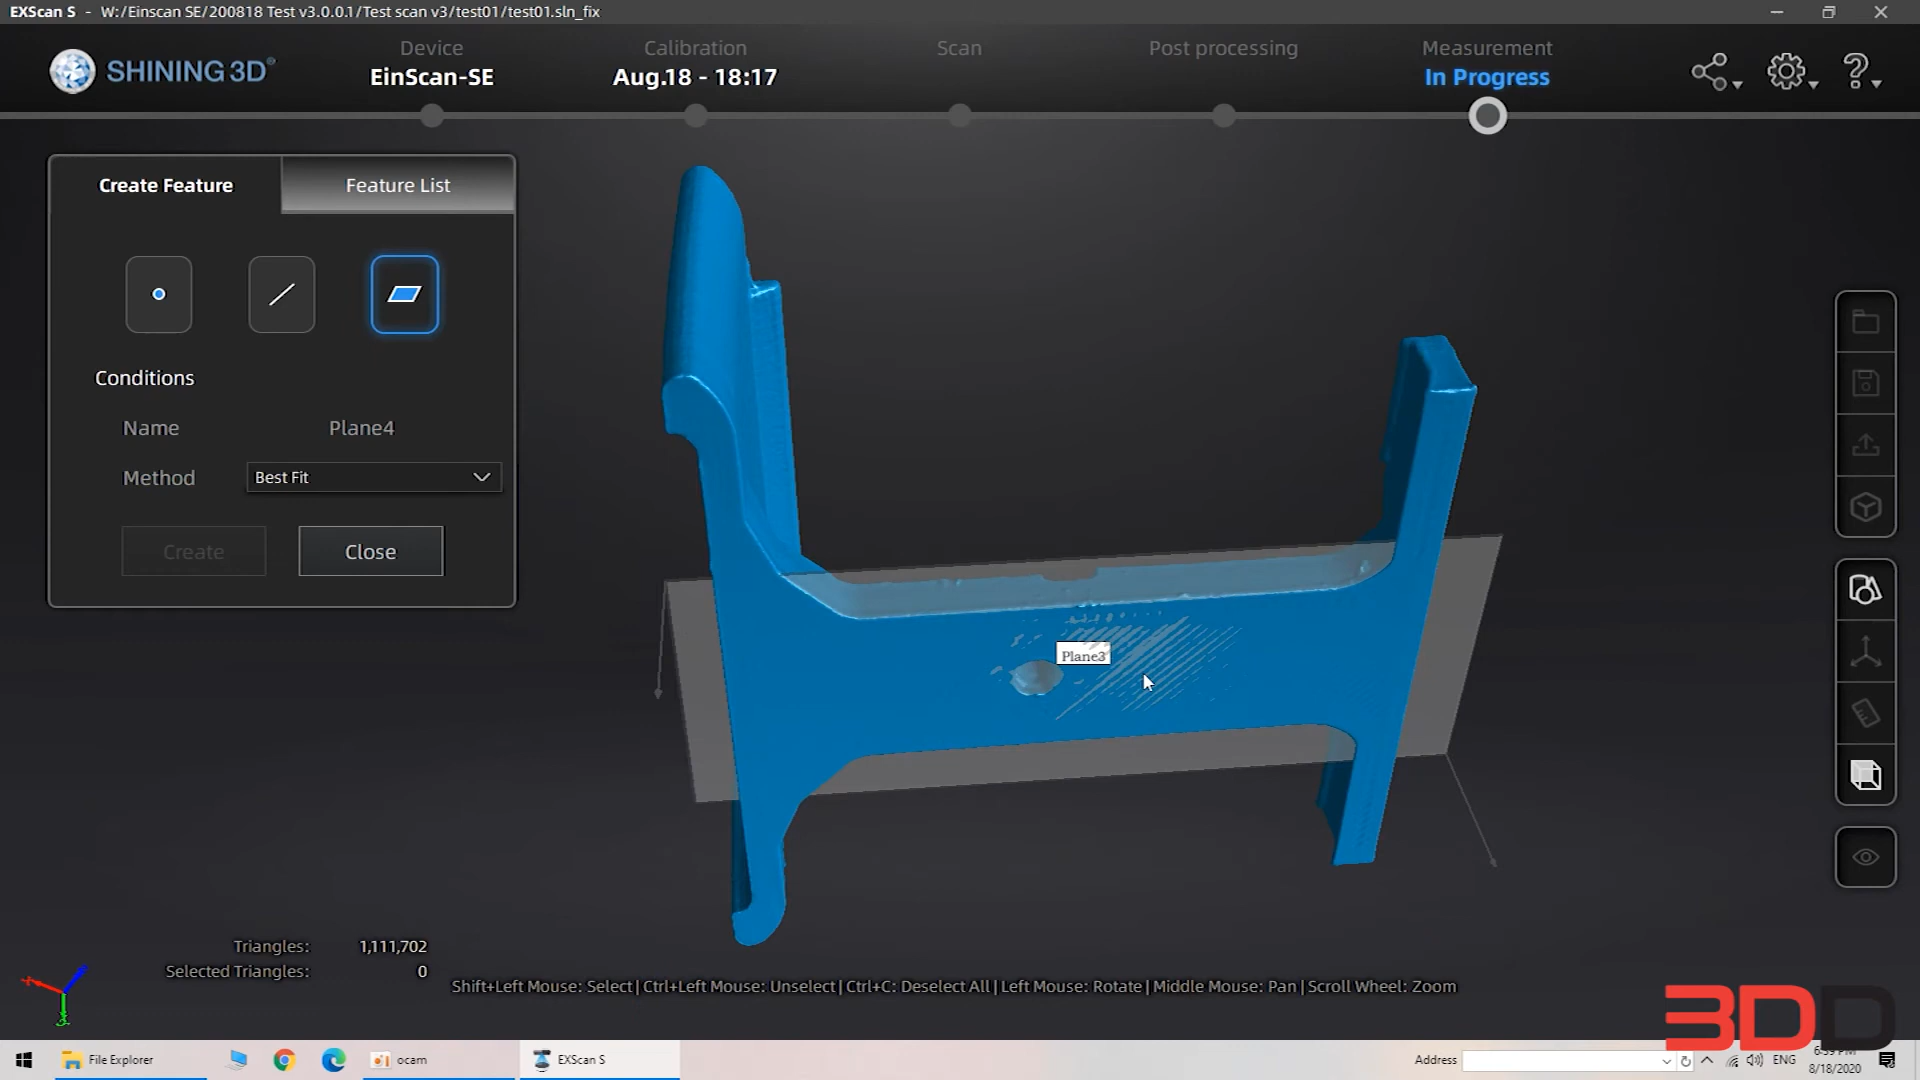 EXScan S - W:/Einscan SE/200818 Test v3.0.0.1/Test scan v3/test01/test01.sln_fix
SHINING 3D®
Device
EinScan-SE
Calibration
Aug.18 - 18:17
Scan
Post processing
Measurement
In Progress
Create Feature
Feature List
Conditions
Name
Plane4
Method
Best Fit
Create
Close
Plane3
Triangles: 1,111,702
Selected Triangles: 0
Shift+Left Mouse: Select | Ctrl+Left Mouse: Unselect | Ctrl+C: Deselect All | Left Mouse: Rotate | Middle Mouse: Pan | Scroll Wheel: Zoom
3DD
File Explorer
ocam
EXScan S
Address
ENG
6:39 PM
8/18/2020